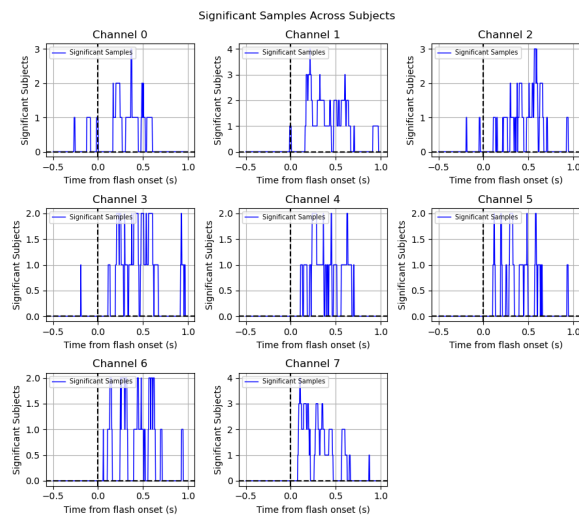 Significant Samples Across Subjects
Channel 0
Channel 1
Channel 2
Significant Samples
Significant Samples
Significant Samples
Significant Subjects
3
2
1
0
Significant Subjects
4
3
2
1
0
Significant Subjects
3
2
1
0
−0.5 0.0 0.5 1.0
−0.5 0.0 0.5 1.0
−0.5 0.0 0.5 1.0
Time from flash onset (s)
Time from flash onset (s)
Time from flash onset (s)
Channel 3
Channel 4
Channel 5
Significant Samples
Significant Samples
Significant Samples
Significant Subjects
2.0
1.5
1.0
0.5
0.0
Significant Subjects
2.0
1.5
1.0
0.5
0.0
Significant Subjects
2.0
1.5
1.0
0.5
0.0
−0.5 0.0 0.5 1.0
−0.5 0.0 0.5 1.0
−0.5 0.0 0.5 1.0
Time from flash onset (s)
Time from flash onset (s)
Time from flash onset (s)
Channel 6
Channel 7
Significant Samples
Significant Samples
Significant Subjects
2.0
1.5
1.0
0.5
0.0
Significant Subjects
4
3
2
1
0
−0.5 0.0 0.5 1.0
−0.5 0.0 0.5 1.0
Time from flash onset (s)
Time from flash onset (s)